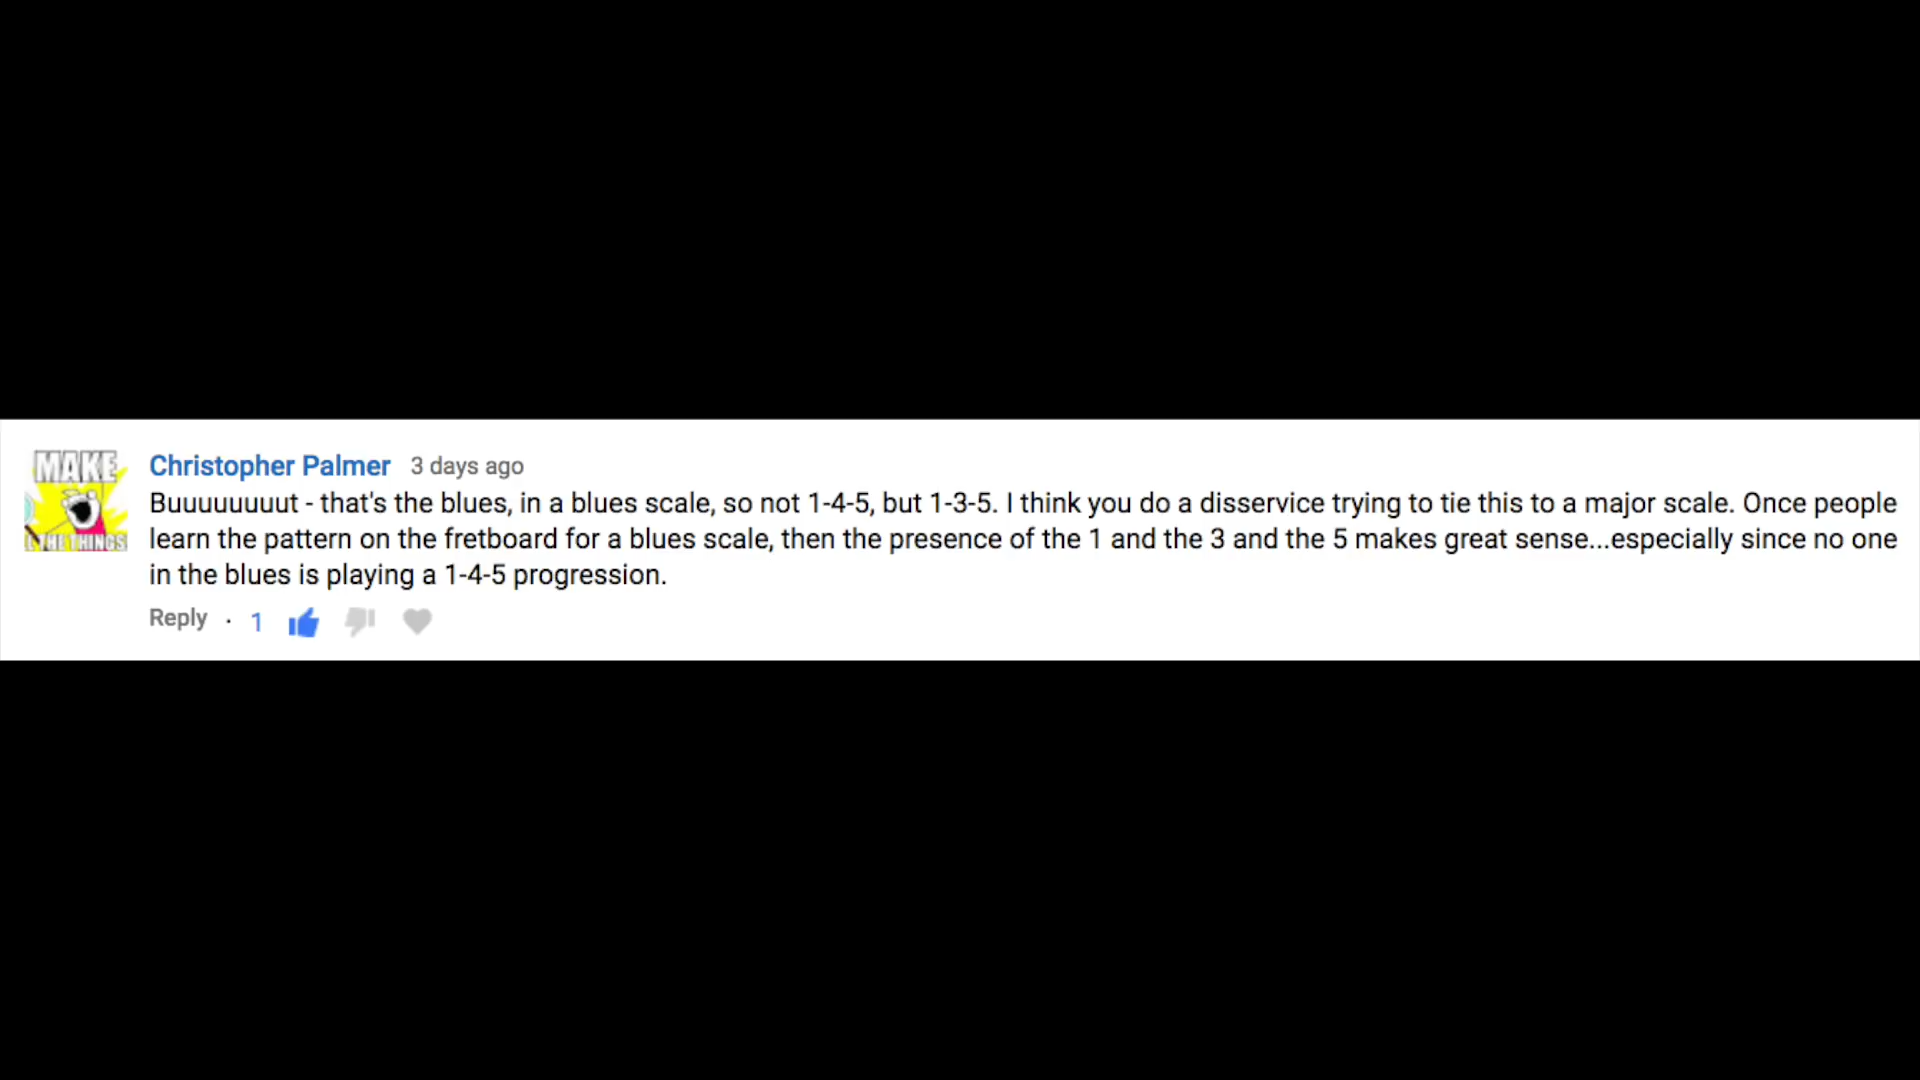 MAKE
THE THINGS
Christopher Palmer 3 days ago
Buuuuuuuut - that's the blues, in a blues scale, so not 1-4-5, but 1-3-5. I think you do a disservice trying to tie this to a major scale. Once people
learn the pattern on the fretboard for a blues scale, then the presence of the 1 and the 3 and the 5 makes great sense...especially since no one
in the blues is playing a 1-4-5 progression.
Reply · 1